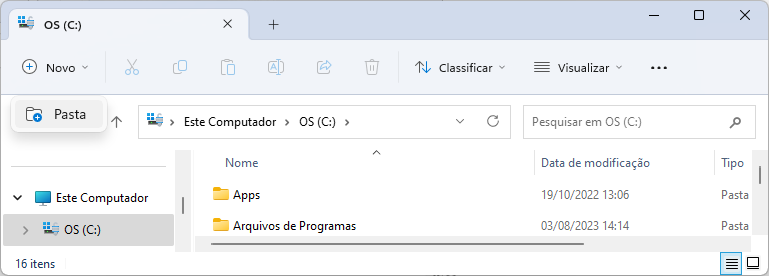 OS (C:)
Novo
Classificar
Visualizar
Pasta
Este Computador
OS (C:)
Pesquisar em OS (C:)
Nome
Data de modificação
Tipo
Este Computador
Apps
19/10/2022 13:06
Pasta
OS (C:)
Arquivos de Programas
03/08/2023 14:14
Pasta
16 itens